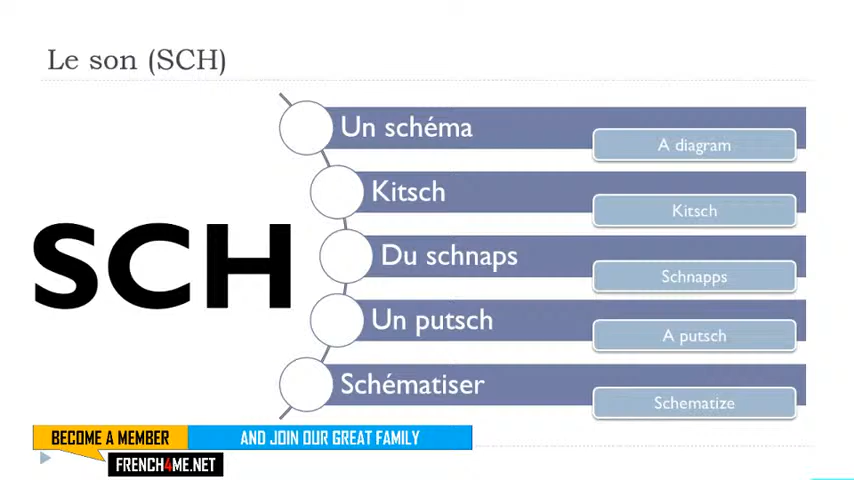 Le son (SCH)
SCH
Un schéma
A diagram
Kitsch
Kitsch
Du schnaps
Schnapps
Un putsch
A putsch
Schématiser
Schematize
BECOME A MEMBER
AND JOIN OUR GREAT FAMILY
FRENCH4ME.NET